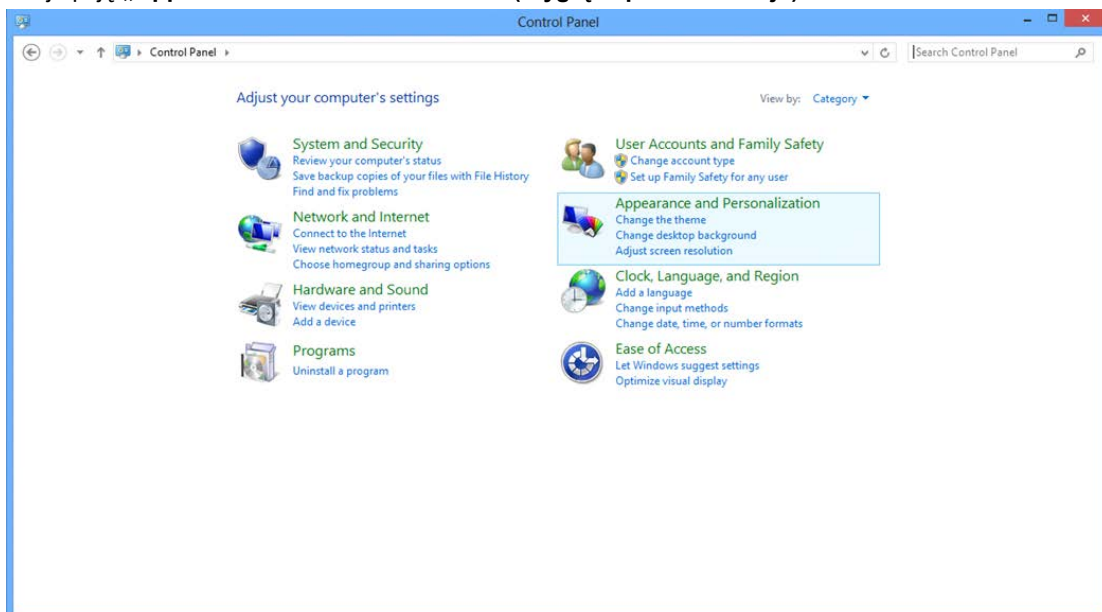 Control Panel
Control Panel
Search Control Panel
Adjust your computer's settings
View by: Category
System and Security
Review your computer's status
Save backup copies of your files with File History
Find and fix problems
Network and Internet
Connect to the Internet
View network status and tasks
Choose homegroup and sharing options
Hardware and Sound
View devices and printers
Add a device
Programs
Uninstall a program
User Accounts and Family Safety
Change account type
Set up Family Safety for any user
Appearance and Personalization
Change the theme
Change desktop background
Adjust screen resolution
Clock, Language, and Region
Add a language
Change input methods
Change date, time, or number formats
Ease of Access
Let Windows suggest settings
Optimize visual display